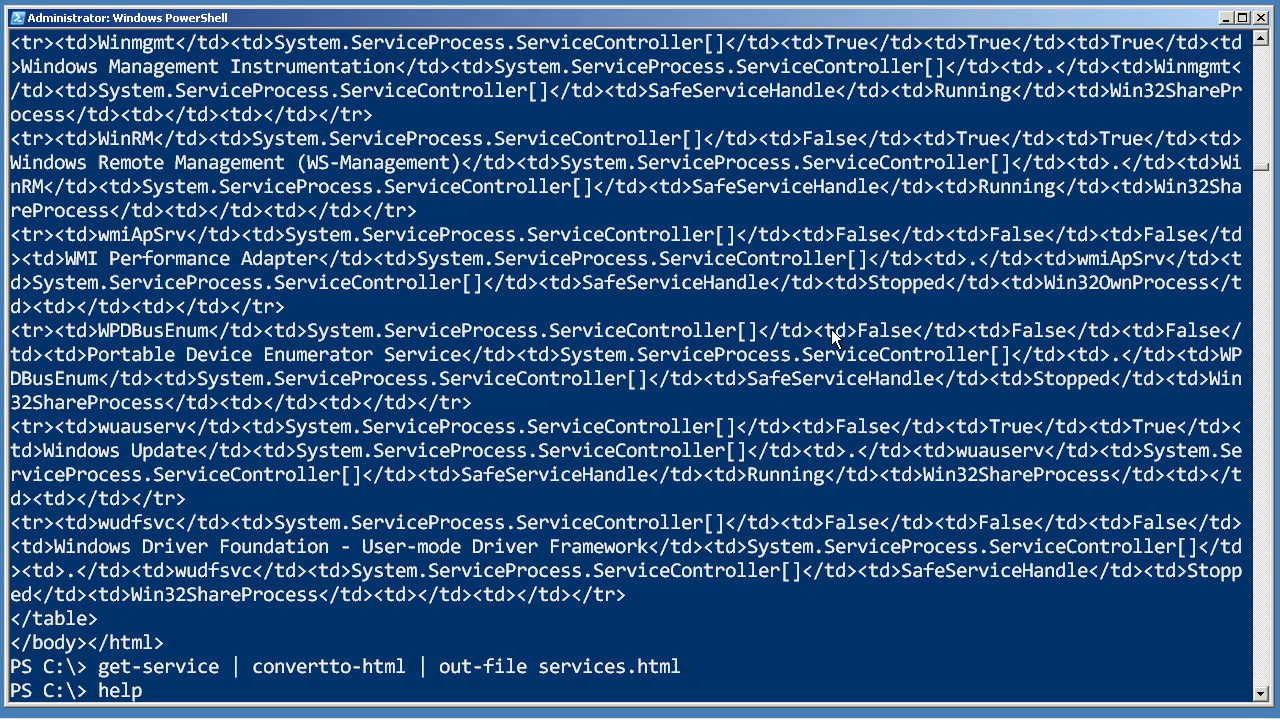 Administrator: Windows PowerShell
<tr><td>Winmgmt</td><td>System.ServiceProcess.ServiceController[]</td><td>True</td><td>True</td><td>True</td><td
>Windows Management Instrumentation</td><td>System.ServiceProcess.ServiceController[]</td><td>.</td><td>Winmgmt<
/td><td>System.ServiceProcess.ServiceController[]</td><td>SafeServiceHandle</td><td>Running</td><td>Win32SharePr
ocess</td><td></td><td></td></tr>
<tr><td>WinRM</td><td>System.ServiceProcess.ServiceController[]</td><td>False</td><td>True</td><td>True</td><td>
Windows Remote Management (WS-Management)</td><td>System.ServiceProcess.ServiceController[]</td><td>.</td><td>Wi
nRM</td><td>System.ServiceProcess.ServiceController[]</td><td>SafeServiceHandle</td><td>Running</td><td>Win32Sha
reProcess</td><td></td><td></td></tr>
<tr><td>wmiApSrv</td><td>System.ServiceProcess.ServiceController[]</td><td>False</td><td>False</td><td>False</td
><td>WMI Performance Adapter</td><td>System.ServiceProcess.ServiceController[]</td><td>.</td><td>wmiApSrv</td><t
d>System.ServiceProcess.ServiceController[]</td><td>SafeServiceHandle</td><td>Stopped</td><td>Win32OwnProcess</t
d><td></td><td></td></tr>
<tr><td>WPDBusEnum</td><td>System.ServiceProcess.ServiceController[]</td><td>False</td><td>False</td><td>False</
td><td>Portable Device Enumerator Service</td><td>System.ServiceProcess.ServiceController[]</td><td>.</td><td>WP
DBusEnum</td><td>System.ServiceProcess.ServiceController[]</td><td>SafeServiceHandle</td><td>Stopped</td><td>Win
32ShareProcess</td><td></td><td></td></tr>
<tr><td>wuauserv</td><td>System.ServiceProcess.ServiceController[]</td><td>False</td><td>True</td><td>True</td><
td>Windows Update</td><td>System.ServiceProcess.ServiceController[]</td><td>.</td><td>wuauserv</td><td>System.Se
rviceProcess.ServiceController[]</td><td>SafeServiceHandle</td><td>Running</td><td>Win32ShareProcess</td><td></t
d><td></td></tr>
<tr><td>wudfsvc</td><td>System.ServiceProcess.ServiceController[]</td><td>False</td><td>False</td><td>False</td>
<td>Windows Driver Foundation - User-mode Driver Framework</td><td>System.ServiceProcess.ServiceController[]</td
><td>.</td><td>wudfsvc</td><td>System.ServiceProcess.ServiceController[]</td><td>SafeServiceHandle</td><td>Stopp
ed</td><td>Win32ShareProcess</td><td></td><td></td></tr>
</table>
</body></html>
PS C:\> get-service | convertto-html | out-file services.html
PS C:\> help